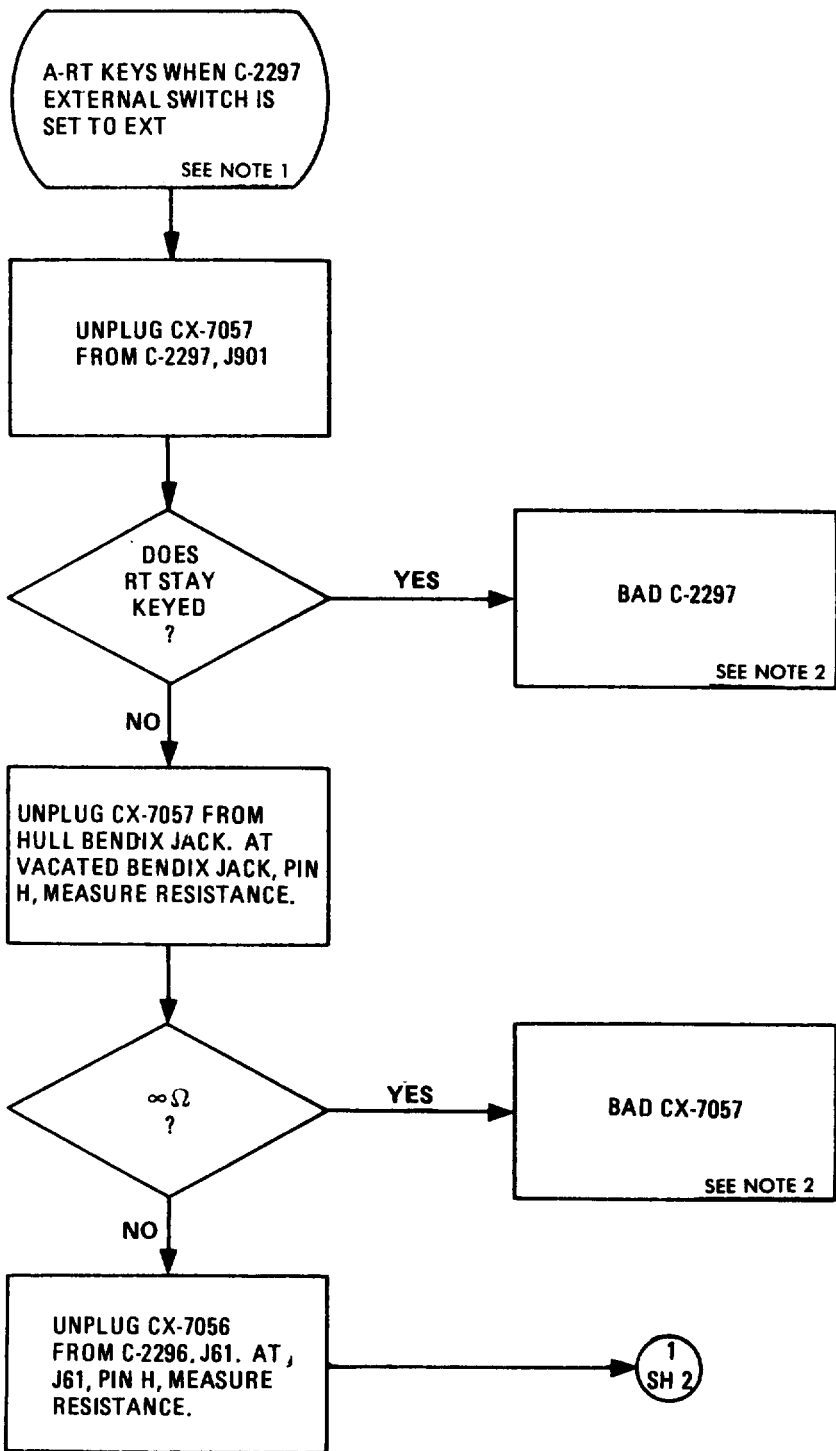 A-RT KEYS WHEN C-2297
EXTERNAL SWITCH IS
SET TO EXT
SEE NOTE 1
UNPLUG CX-7057
FROM C-2297, J901
DOES
RT STAY
KEYED
?
YES
BAD C-2297
SEE NOTE 2
NO
UNPLUG CX-7057 FROM
HULL BENDIX JACK. AT
VACATED BENDIX JACK, PIN
H, MEASURE RESISTANCE.
∞Ω
?
YES
BAD CX-7057
SEE NOTE 2
NO
UNPLUG CX-7056
FROM C-2296, J61. AT
J61, PIN H, MEASURE
RESISTANCE.
1
SH 2